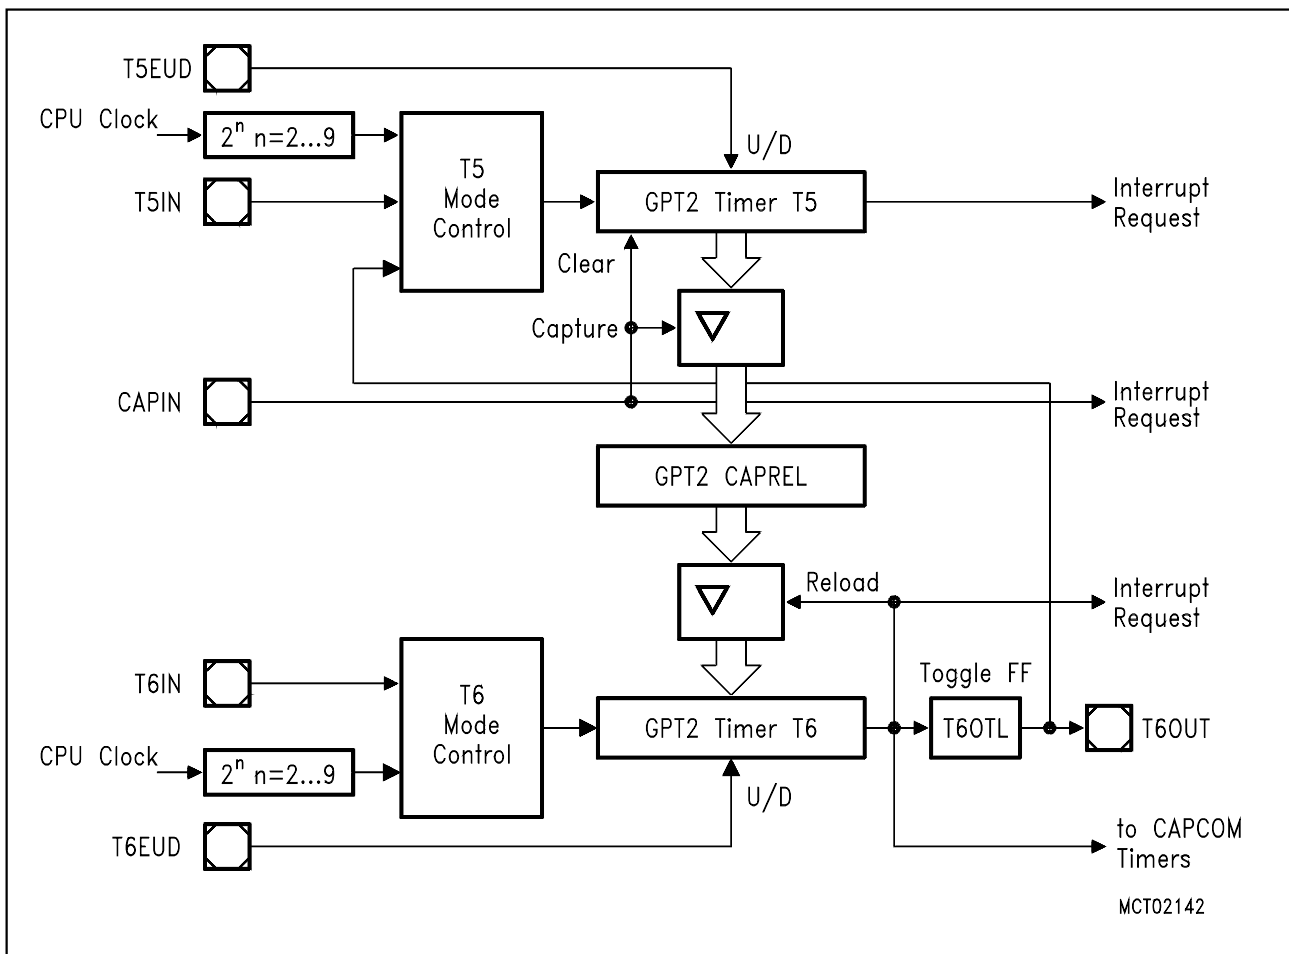 T5EUD
CPU Clock
2ⁿ n=2...9
U/D
T5IN
T5
Mode
Control
GPT2 Timer T5
Interrupt
Request
Clear
Capture
CAPIN
Interrupt
Request
GPT2 CAPREL
Reload
Interrupt
Request
T6IN
T6
Mode
Control
Toggle FF
GPT2 Timer T6
T6OTL
T6OUT
CPU Clock
2ⁿ n=2...9
U/D
T6EUD
to CAPCOM
Timers
MCT02142